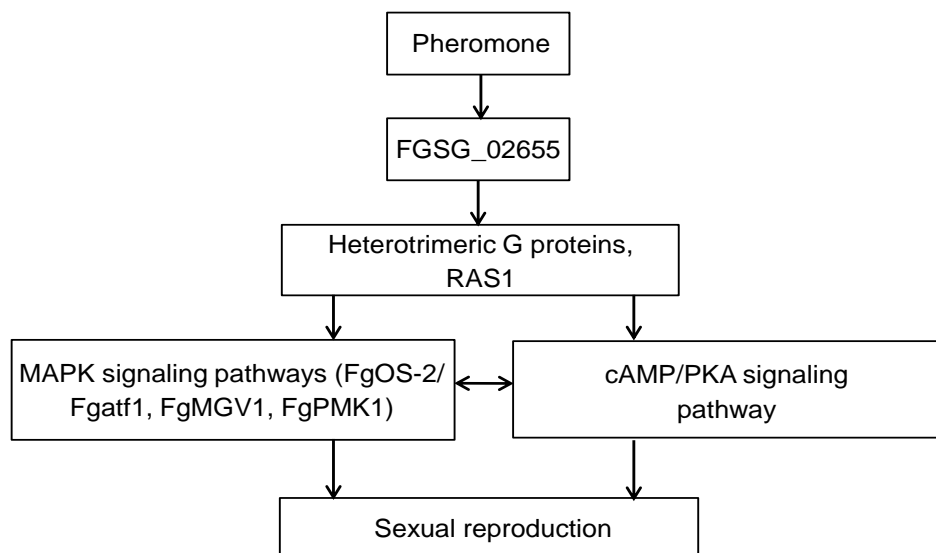 Pheromone
FGSG_02655
Heterotrimeric G proteins,
RAS1
MAPK signaling pathways (FgOS-2/
Fgatf1, FgMGV1, FgPMK1)
cAMP/PKA signaling
pathway
Sexual reproduction